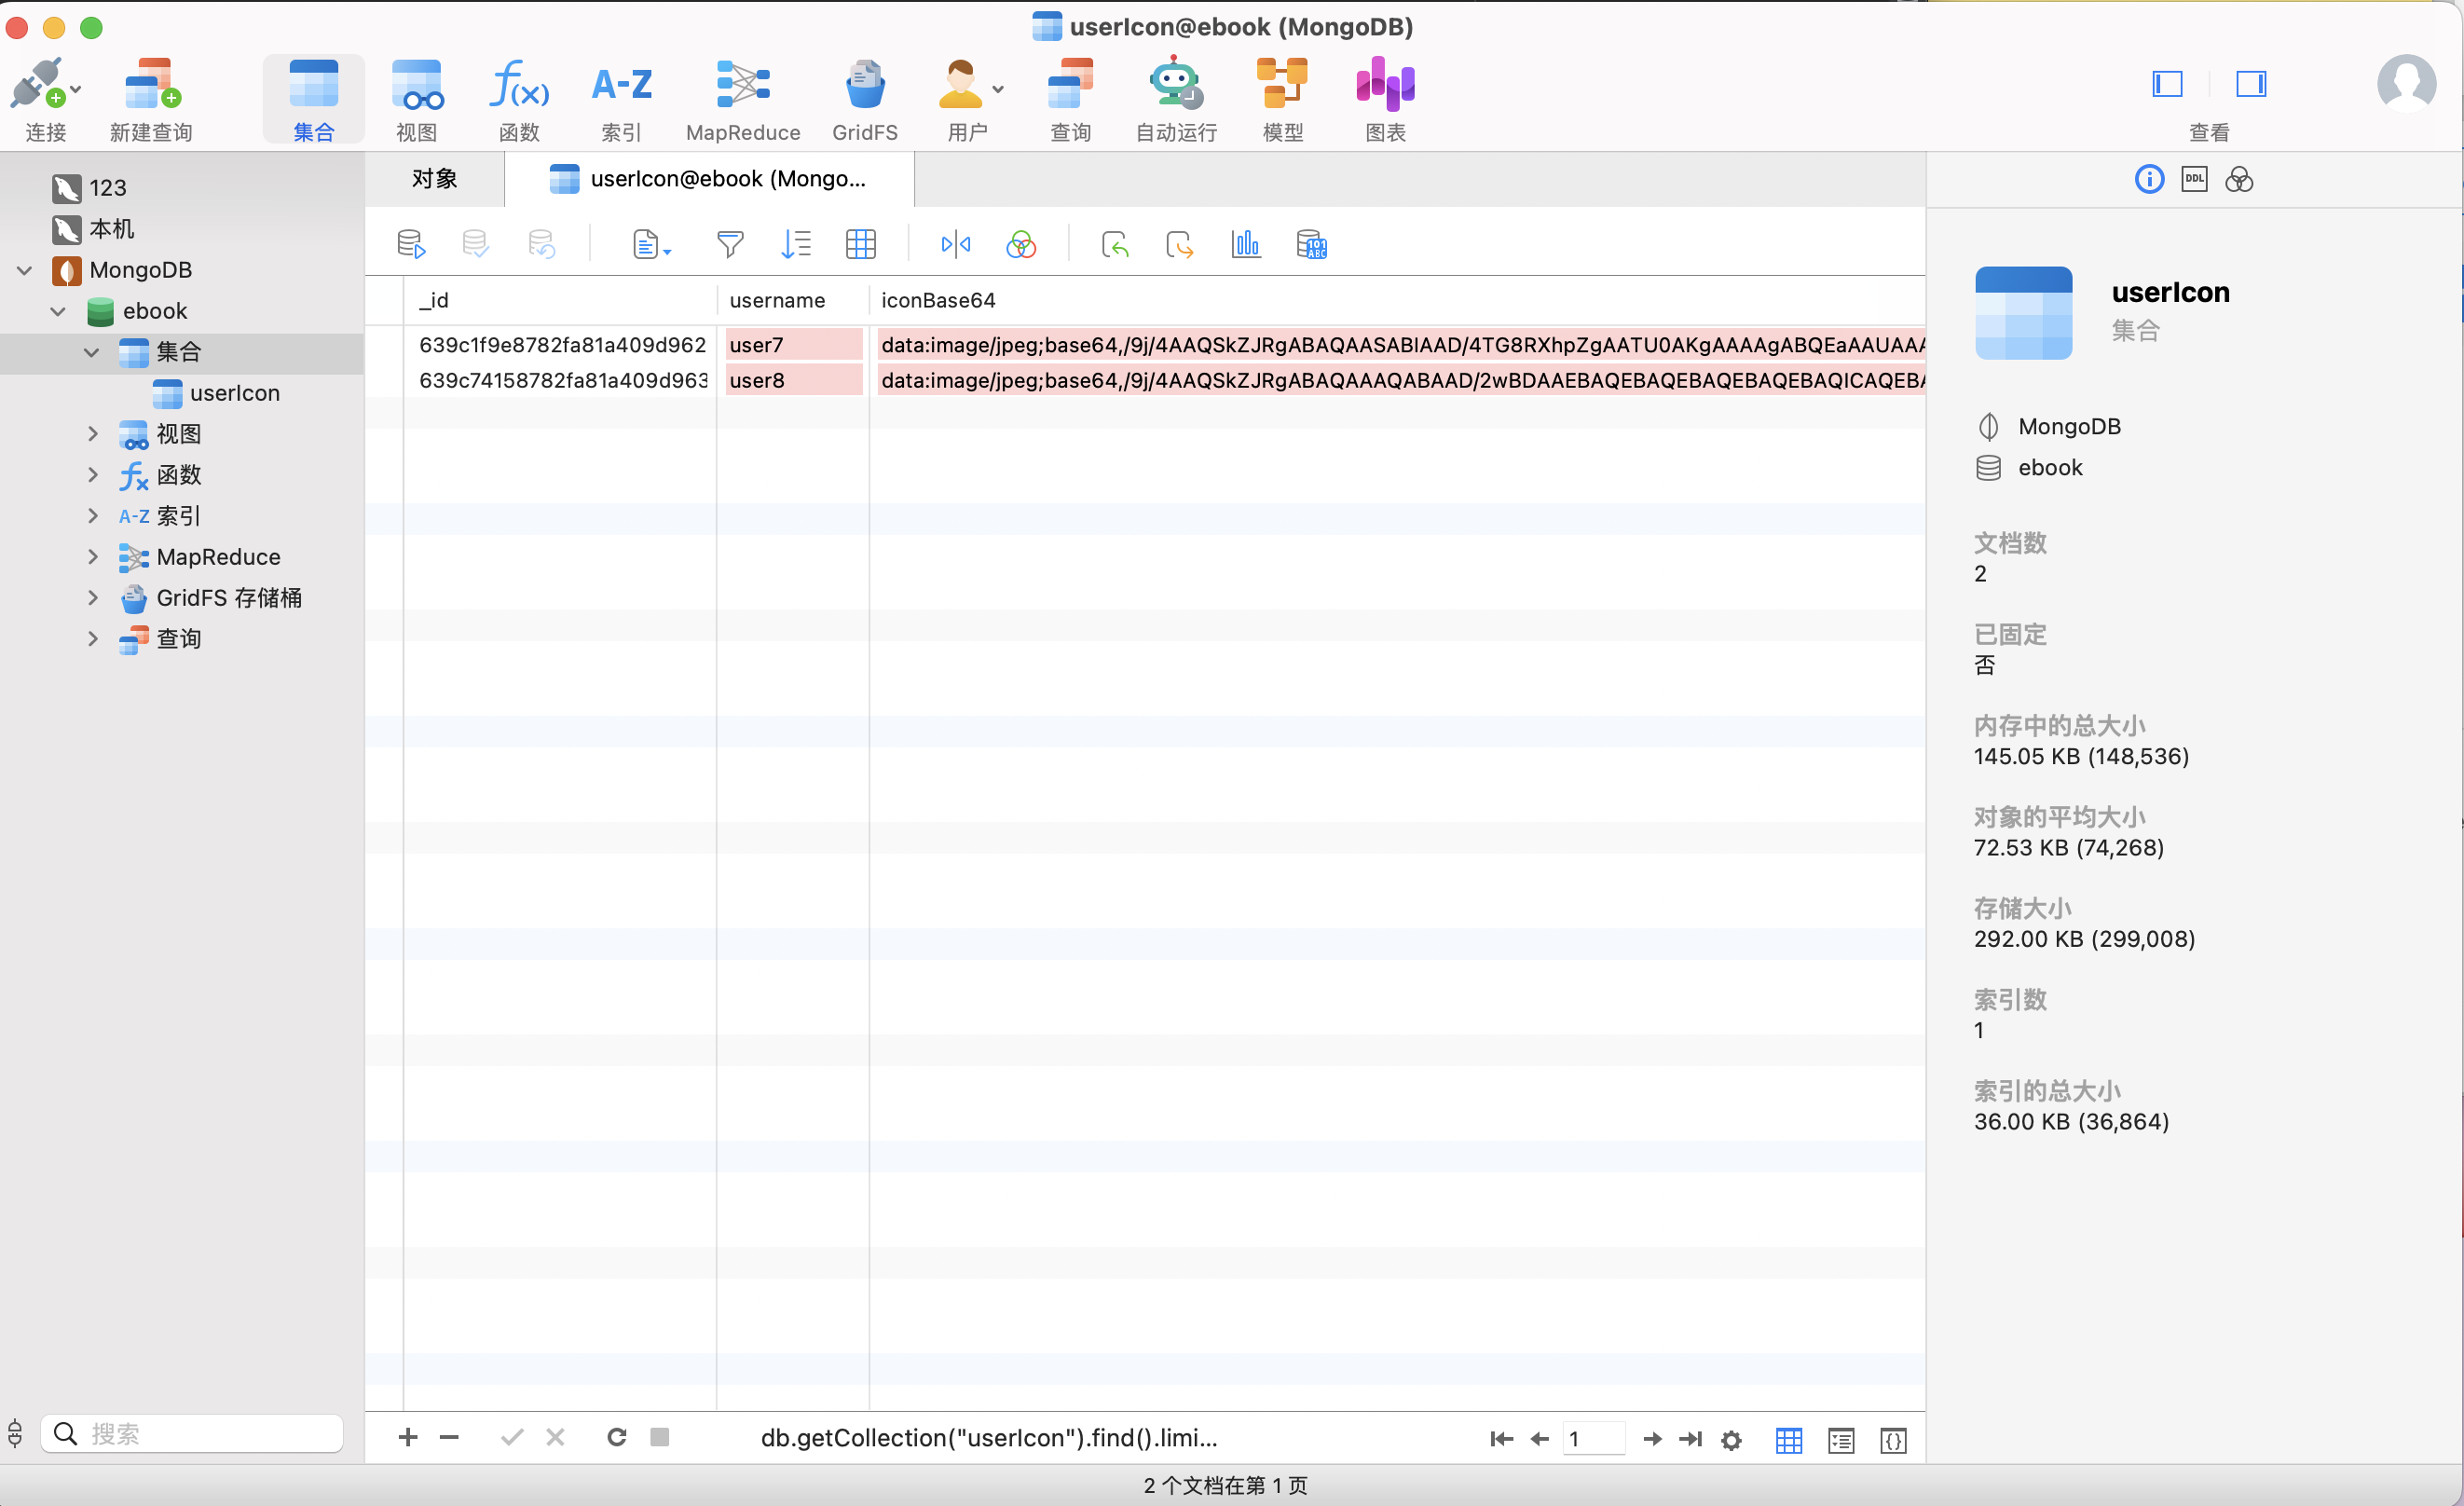 userIcon@ebook (MongoDB)
连接
新建查询
集合
视图
函数
索引
MapReduce
GridFS
用户
查询
自动运行
模型
图表
查看
123
本机
MongoDB
ebook
集合
userIcon
视图
函数
A-Z 索引
MapReduce
GridFS 存储桶
查询
搜索
对象
userIcon@ebook (Mongo...
_id username iconBase64
639c1f9e8782fa81a409d962 user7 data:image/jpeg;base64,/9j/4AAQSkZJRgABAQAASABIAAD/4TG8RXhpZgAATU0AKgAAAAgABQEaAAUAAA
639c74158782fa81a409d963 user8 data:image/jpeg;base64,/9j/4AAQSkZJRgABAQAAAQABAAD/2wBDAAEBAQEBAQEBAQEBAQEBAQICAQEBA
db.getCollection("userIcon").find().limi...
1
2 个文档在第 1 页
DDL
userIcon
集合
MongoDB
ebook
文档数
2
已固定
否
内存中的总大小
145.05 KB (148,536)
对象的平均大小
72.53 KB (74,268)
存储大小
292.00 KB (299,008)
索引数
1
索引的总大小
36.00 KB (36,864)